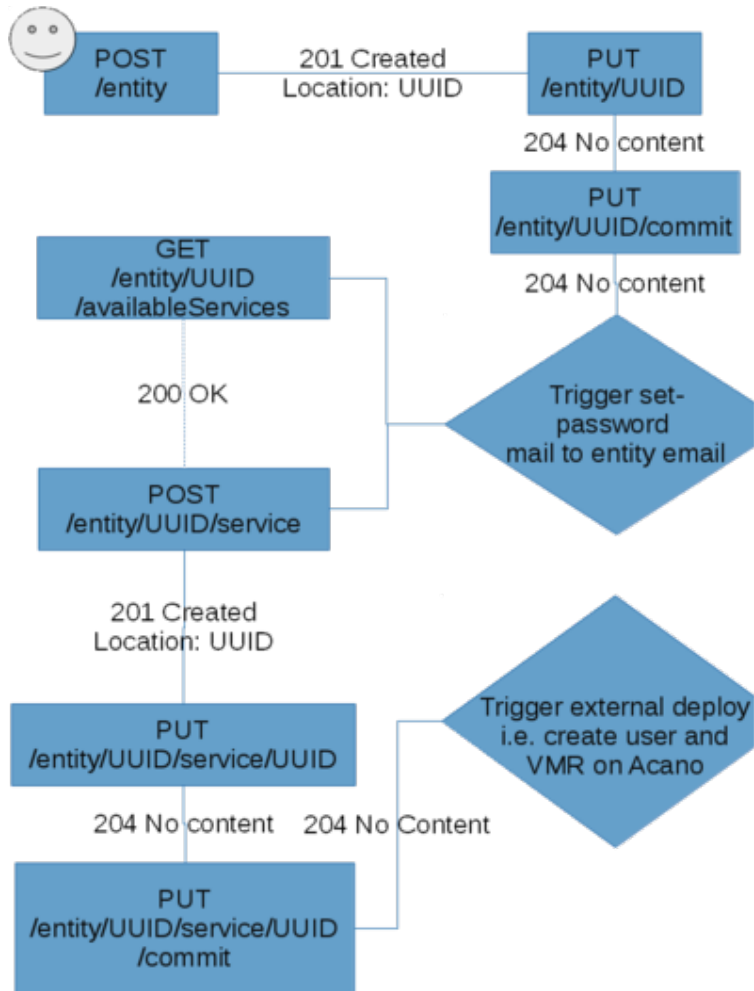 POST
/entity
201 Created
Location: UUID
PUT
/entity/UUID
204 No content
PUT
/entity/UUID/commit
204 No content
GET
/entity/UUID
/availableServices
200 OK
Trigger set-
password
mail to entity email
POST
/entity/UUID/service
201 Created
Location: UUID
PUT
/entity/UUID/service/UUID
Trigger external deploy
i.e. create user and
VMR on Acano
204 No content
204 No Content
PUT
/entity/UUID/service/UUID
/commit